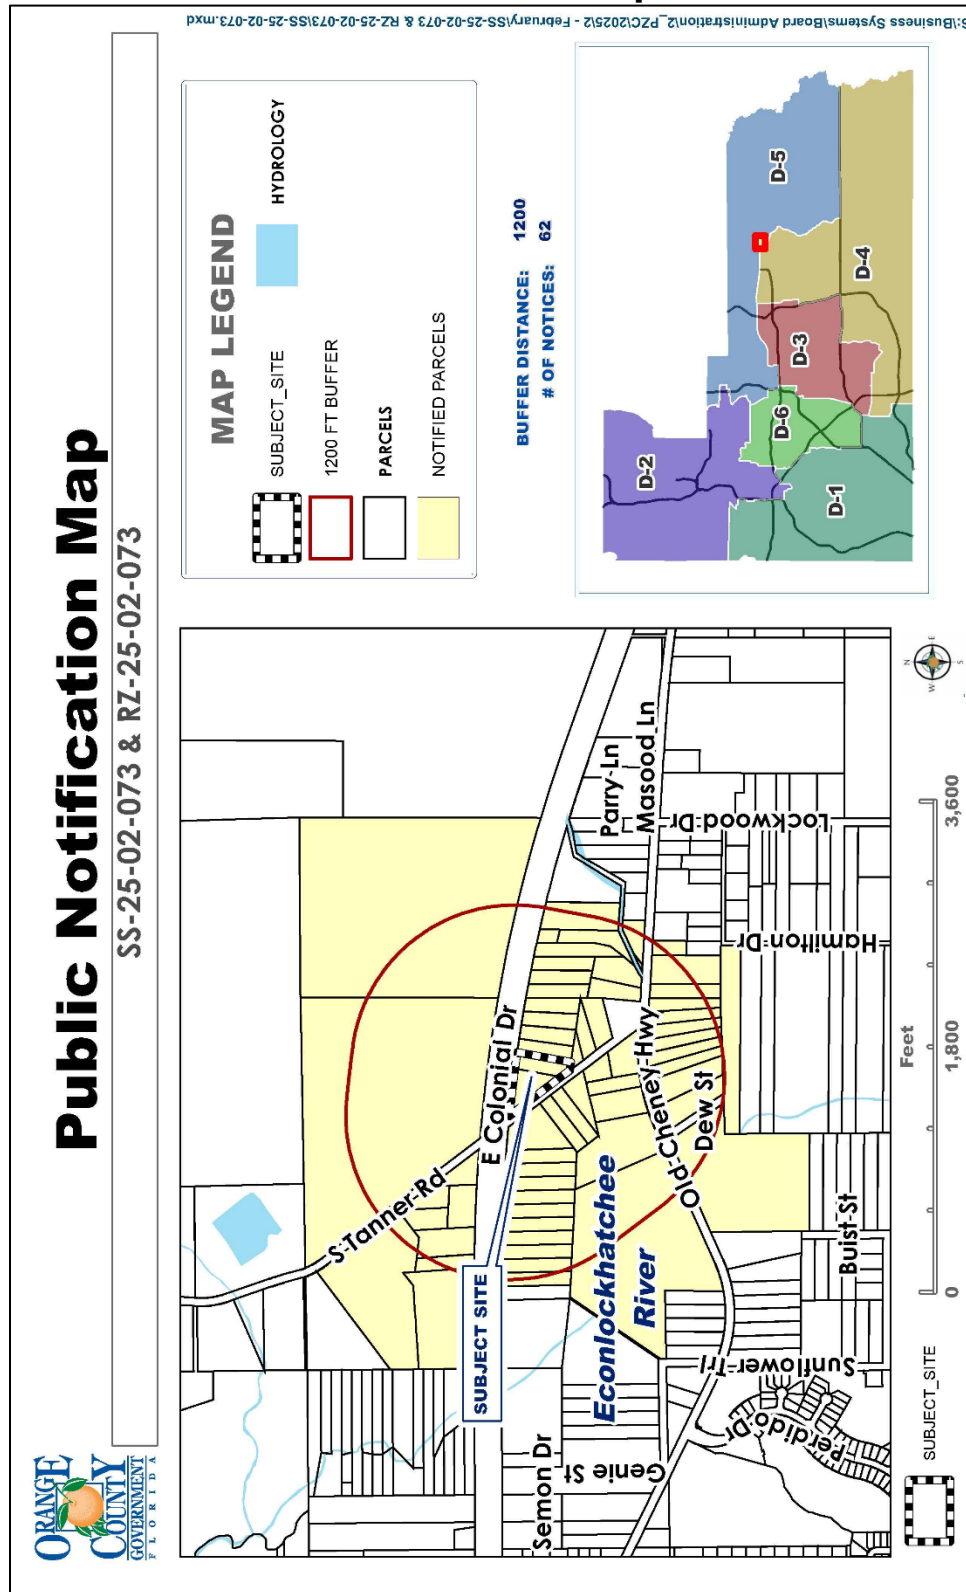 S:\Business Systems\Board Administration\2_PZC\2025\2 - February\SS-25-02-073 & RZ-25-02-073\SS-25-02-073.mxd
ORANGE
COUNTY
GOVERNMENT
FLORIDA
Public Notification Map
SS-25-02-073 & RZ-25-02-073
S Tanner Rd
E Colonial Dr
SUBJECT SITE
Econlockhatchee
River
Semon Dr
Genie St
Old Cheney Hwy
Dew St
Parry Ln
Masood Ln
Lockwood Dr
Hamilton Dr
Buist St
Sunflower Trl
Perdido Dr
MAP LEGEND
SUBJECT_SITE
HYDROLOGY
1200 FT BUFFER
PARCELS
NOTIFIED PARCELS
BUFFER DISTANCE: 1200
# OF NOTICES: 62
D-2
D-5
D-6
D-3
D-1
D-4
SUBJECT_SITE
Feet
0 1,800 3,600
N
W E
S